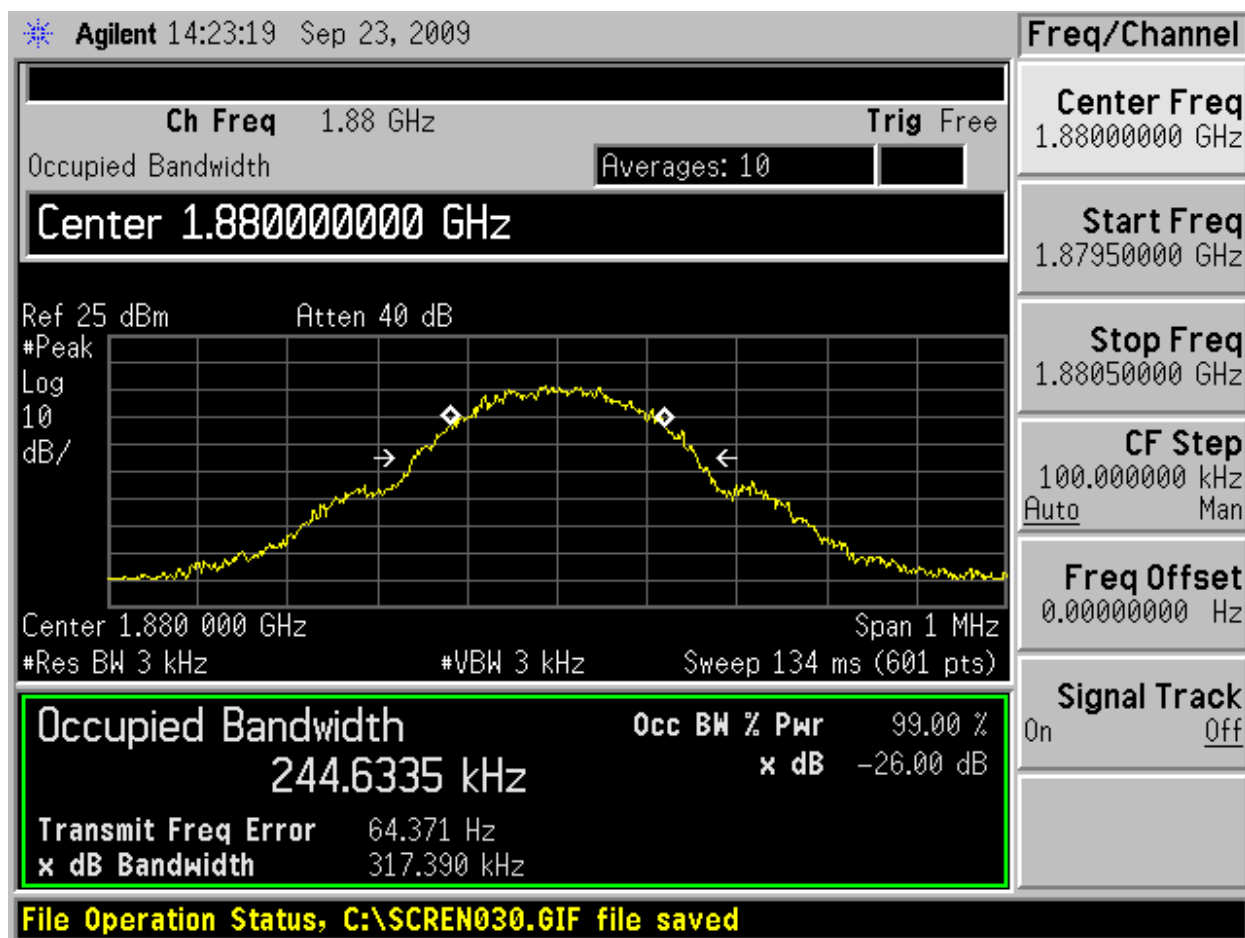 Agilent 14:23:19 Sep 23, 2009
Freq/Channel
Ch Freq 1.88 GHz Trig Free
Occupied Bandwidth Averages: 10
Center 1.880000000 GHz
Ref 25 dBm Atten 40 dB
#Peak
Log
10
dB/
Center 1.880 000 GHz Span 1 MHz
#Res BW 3 kHz #VBW 3 kHz Sweep 134 ms (601 pts)
Occupied Bandwidth Occ BW % Pwr 99.00 %
244.6335 kHz x dB -26.00 dB
Transmit Freq Error 64.371 Hz
x dB Bandwidth 317.390 kHz
Center Freq
1.88000000 GHz
Start Freq
1.87950000 GHz
Stop Freq
1.88050000 GHz
CF Step
100.000000 kHz
Auto Man
Freq Offset
0.00000000 Hz
Signal Track
On Off
File Operation Status, C:\SCREN030.GIF file saved